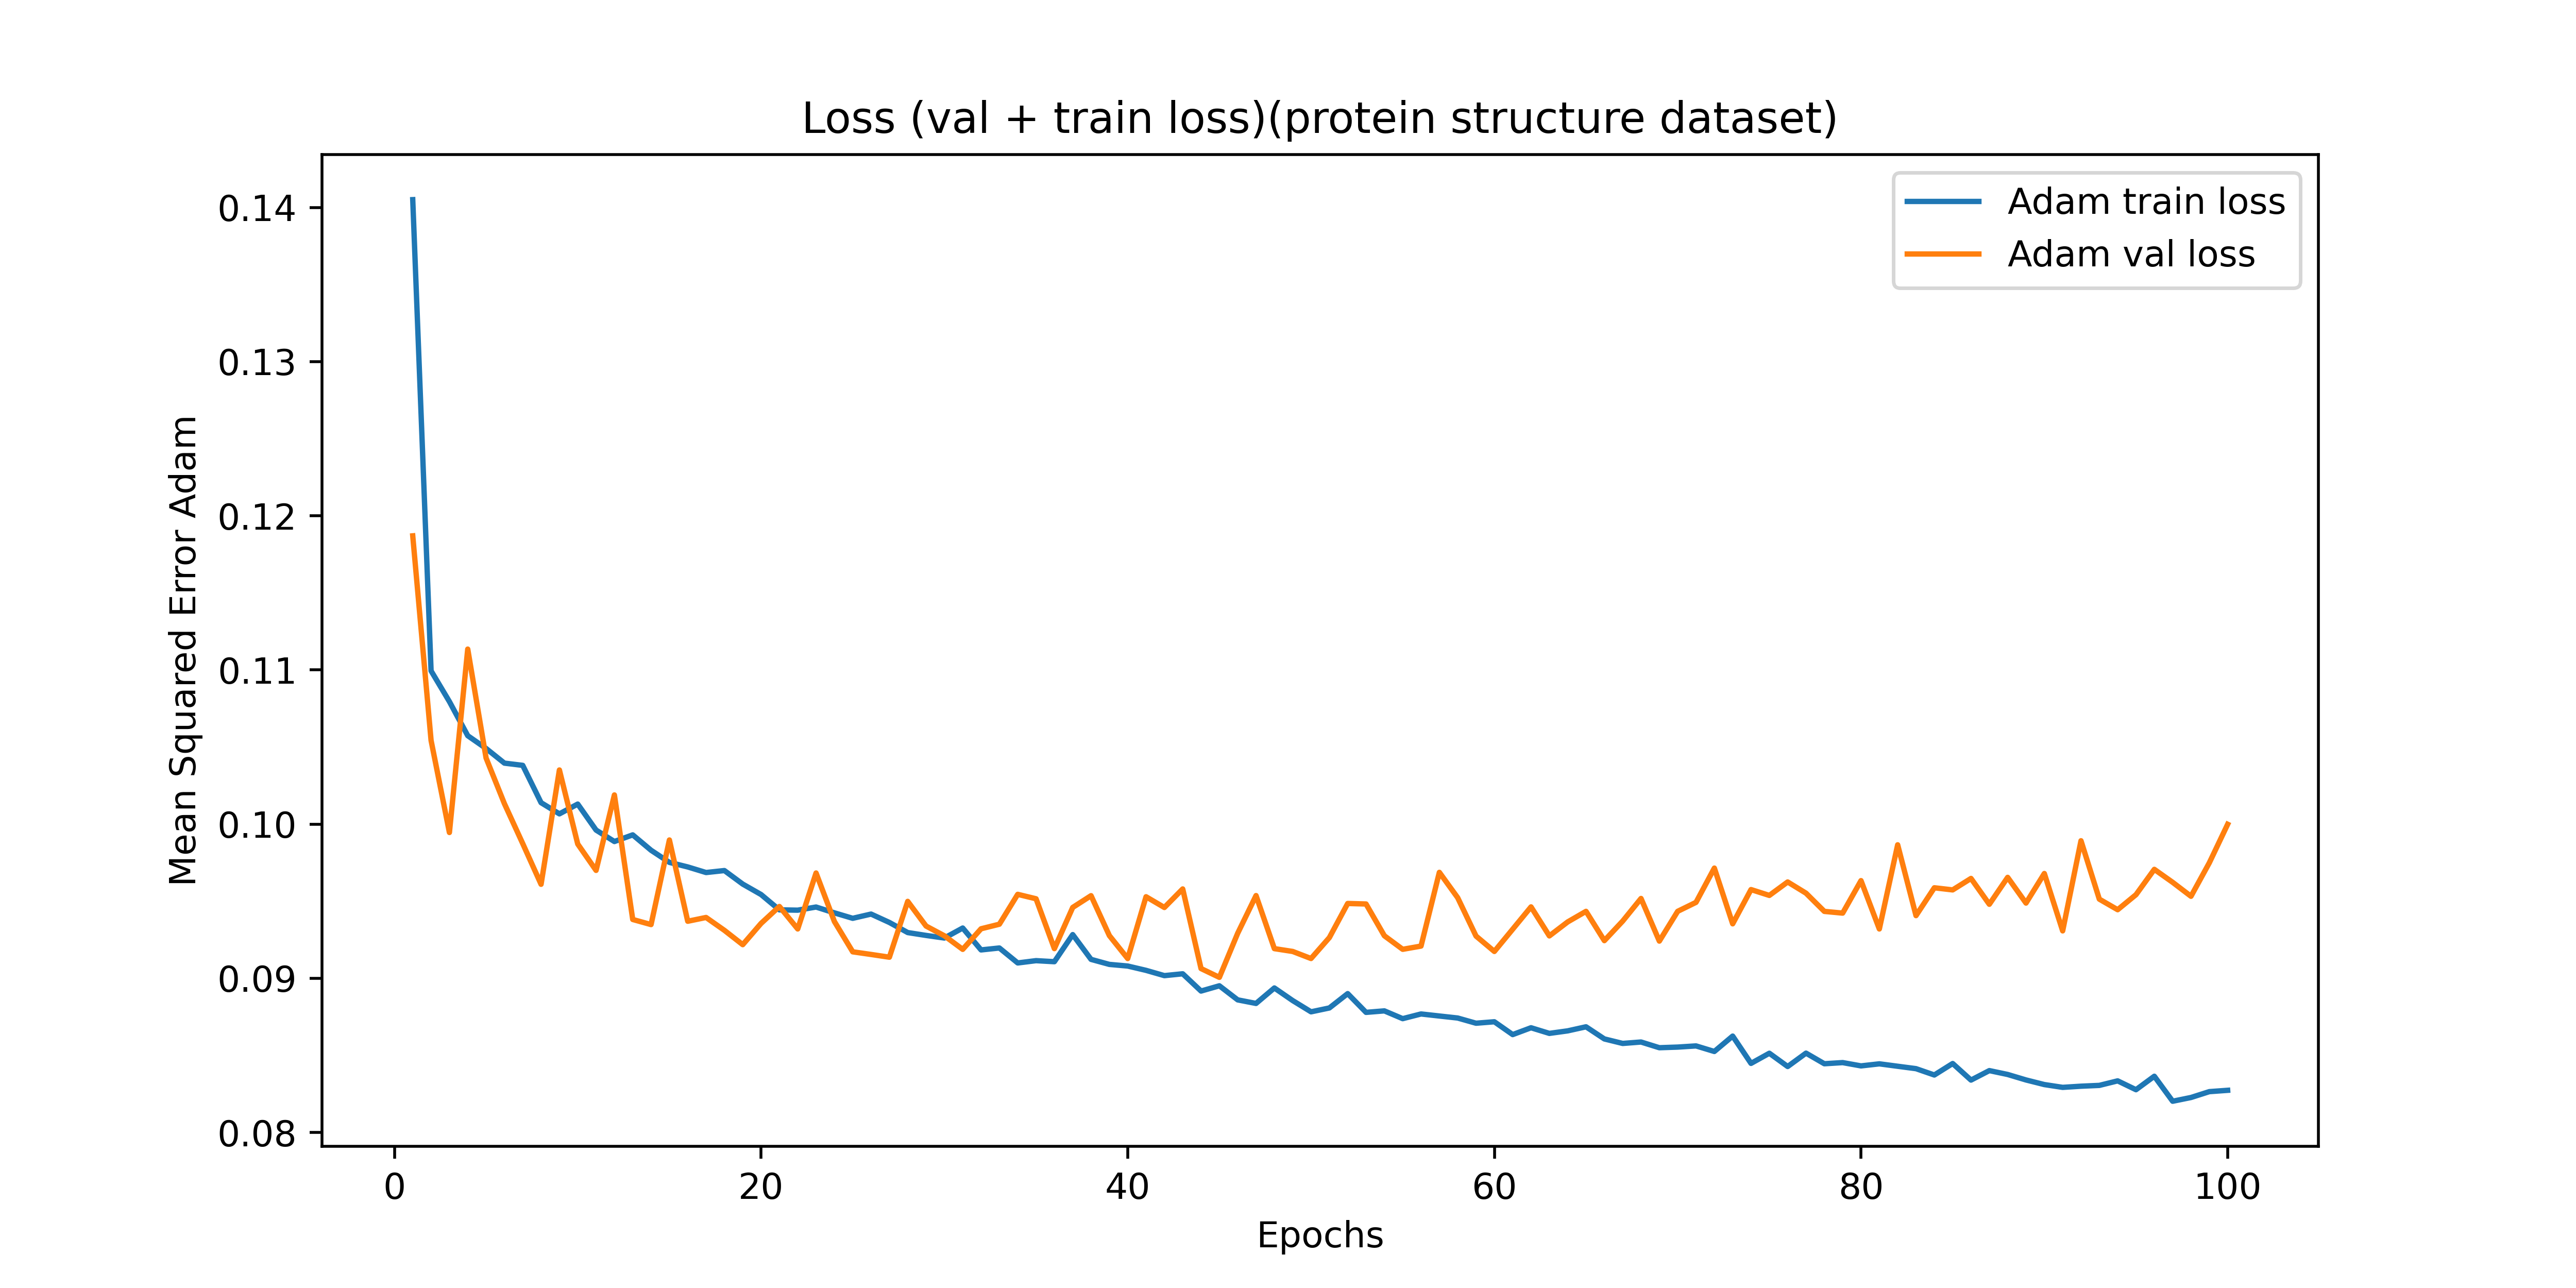 Loss (val + train loss)(protein structure dataset)
Adam train loss
Adam val loss
Mean Squared Error Adam
0.14
0.13
0.12
0.11
0.10
0.09
0.08
0 20 40 60 80 100
Epochs